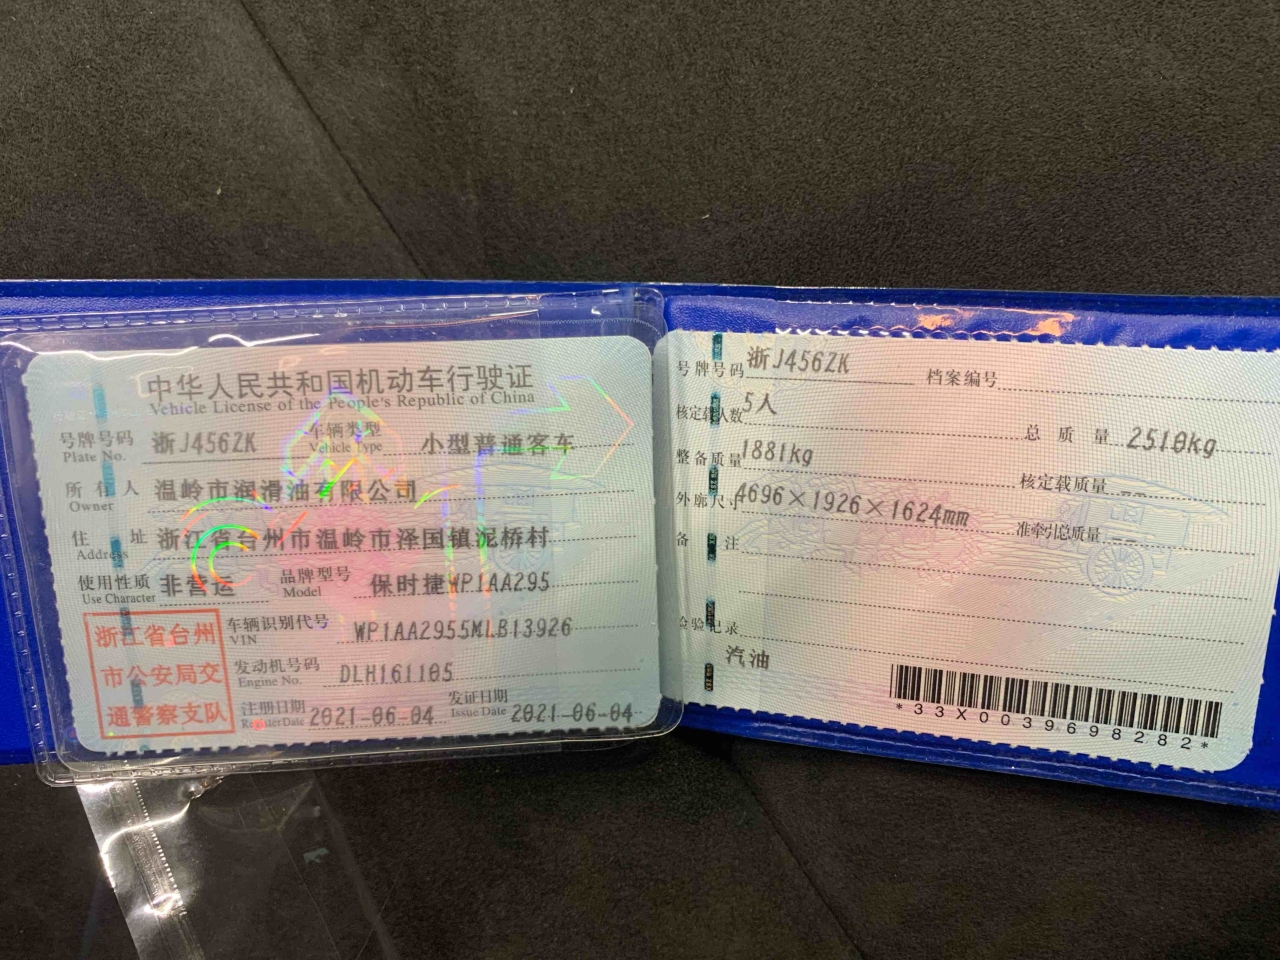 中华人民共和国机动车行驶证
Vehicle License of the People's Republic of China
号牌号码 浙J456ZK 车辆类型 小型普通客车
Plate No. Vehicle Type
所有人 温岭市润滑油有限公司
Owner
住址 浙江省台州市温岭市泽国镇泥桥村
Address
使用性质 非营运 品牌型号 保时捷WP1AA295
Use Character Model
浙江省台州
市公安局交
通警察支队
车辆识别代号 WP1AA2955MLB13926
VIN
发动机号码 DLH161105
Engine No.
注册日期 2021-06-04 发证日期 2021-06-04
Register Date Issue Date
号牌号码 浙J456ZK 档案编号
核定载人数 5人 总质量 2510kg
整备质量 1881kg 核定载质量 --
外廓尺寸 4696×1926×1624mm 准牵引总质量 --
备注
检验记录
汽油
*33X0039698282*